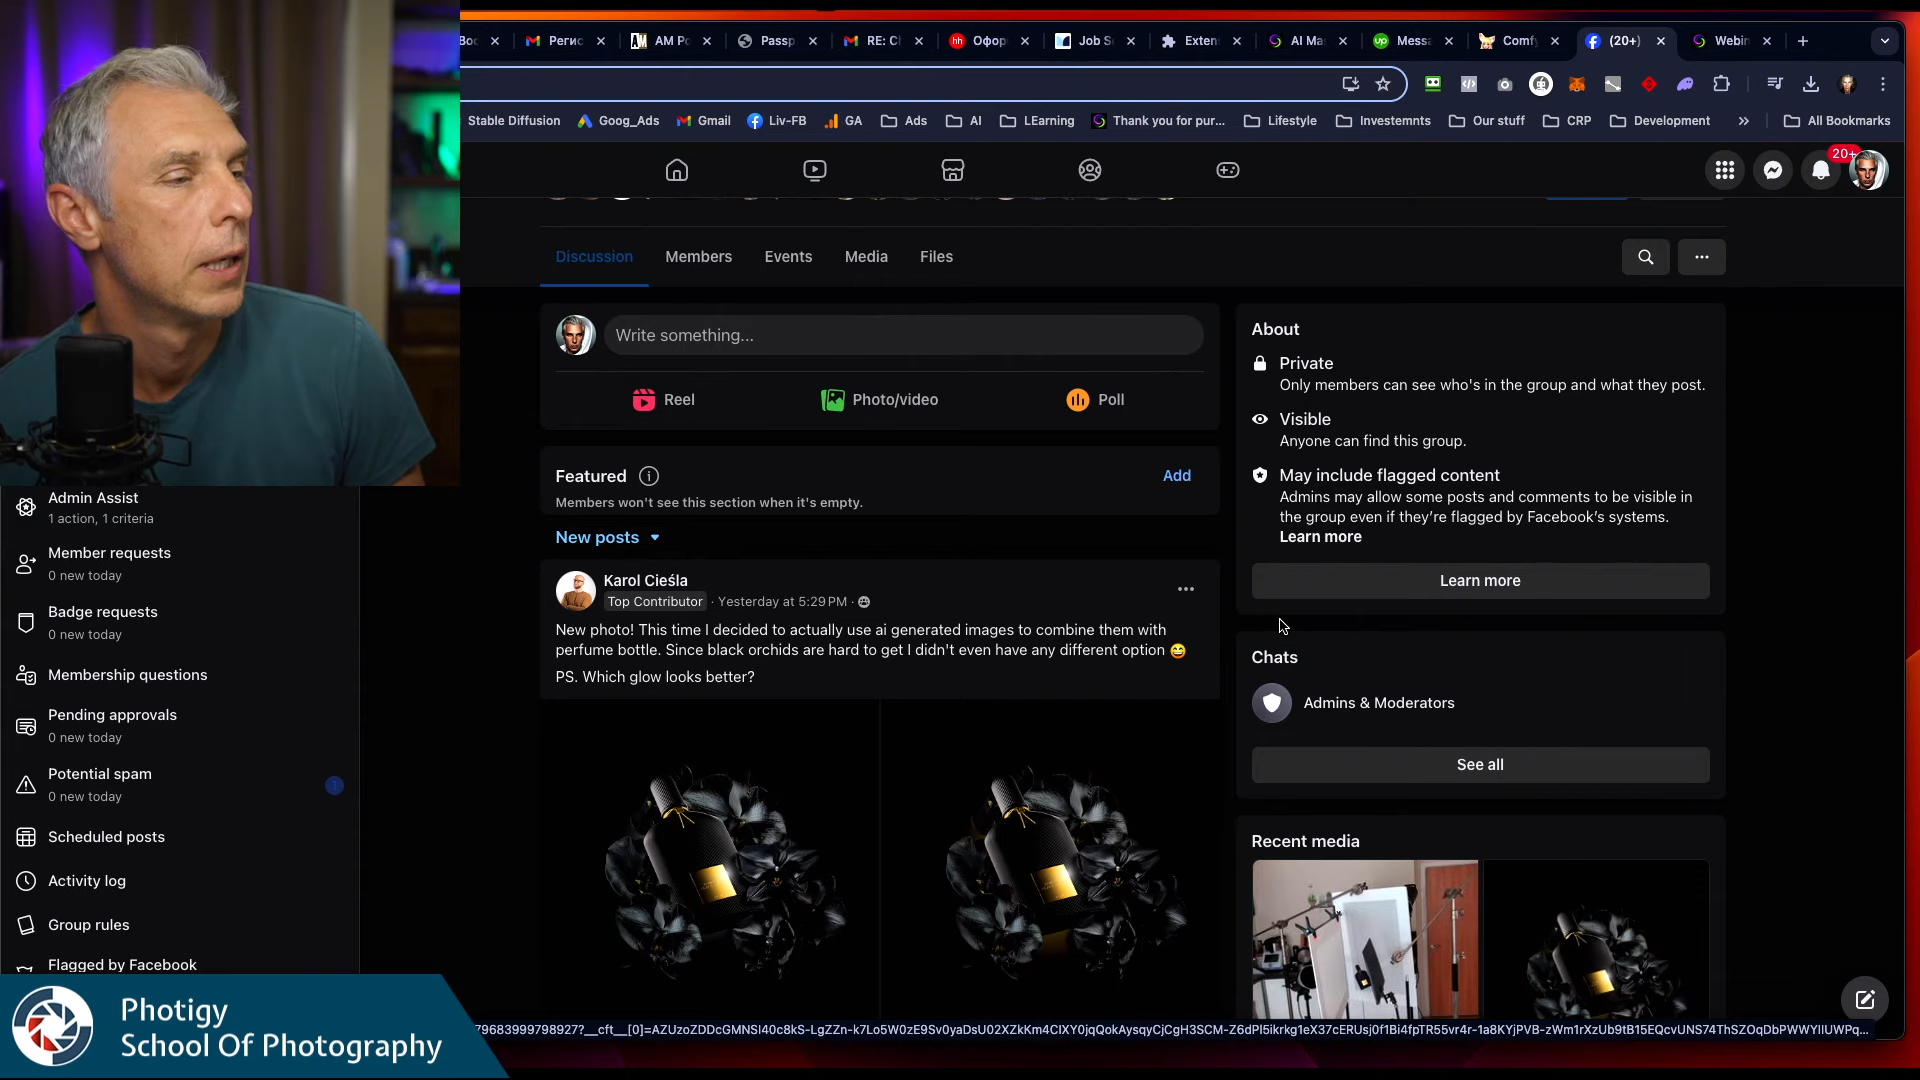 Вос
Регис
AM Po
Passp
RE: C
Офор
Job S
Exten
AI Ma
Messa
Comfy
(20+)
Webin
Stable Diffusion
Goog_Ads
Gmail
Liv-FB
GA
Ads
AI
LEarning
Thank you for pur...
Lifestyle
Investemnts
Our stuff
CRP
Development
All Bookmarks
20+
Discussion
Members
Events
Media
Files
Write something...
Reel
Photo/video
Poll
Featured
Add
Members won't see this section when it's empty.
New posts
Karol Cieśla
Top Contributor · Yesterday at 5:29 PM ·
New photo! This time I decided to actually use ai generated images to combine them with
perfume bottle. Since black orchids are hard to get I didn't even have any different option 😅
PS. Which glow looks better?
About
Private
Only members can see who's in the group and what they post.
Visible
Anyone can find this group.
May include flagged content
Admins may allow some posts and comments to be visible in
the group even if they're flagged by Facebook's systems.
Learn more
Learn more
Chats
Admins & Moderators
See all
Recent media
Admin Assist
1 action, 1 criteria
Member requests
0 new today
Badge requests
0 new today
Membership questions
Pending approvals
0 new today
Potential spam
0 new today
1
Scheduled posts
Activity log
Group rules
Flagged by Facebook
Photigy
School Of Photography